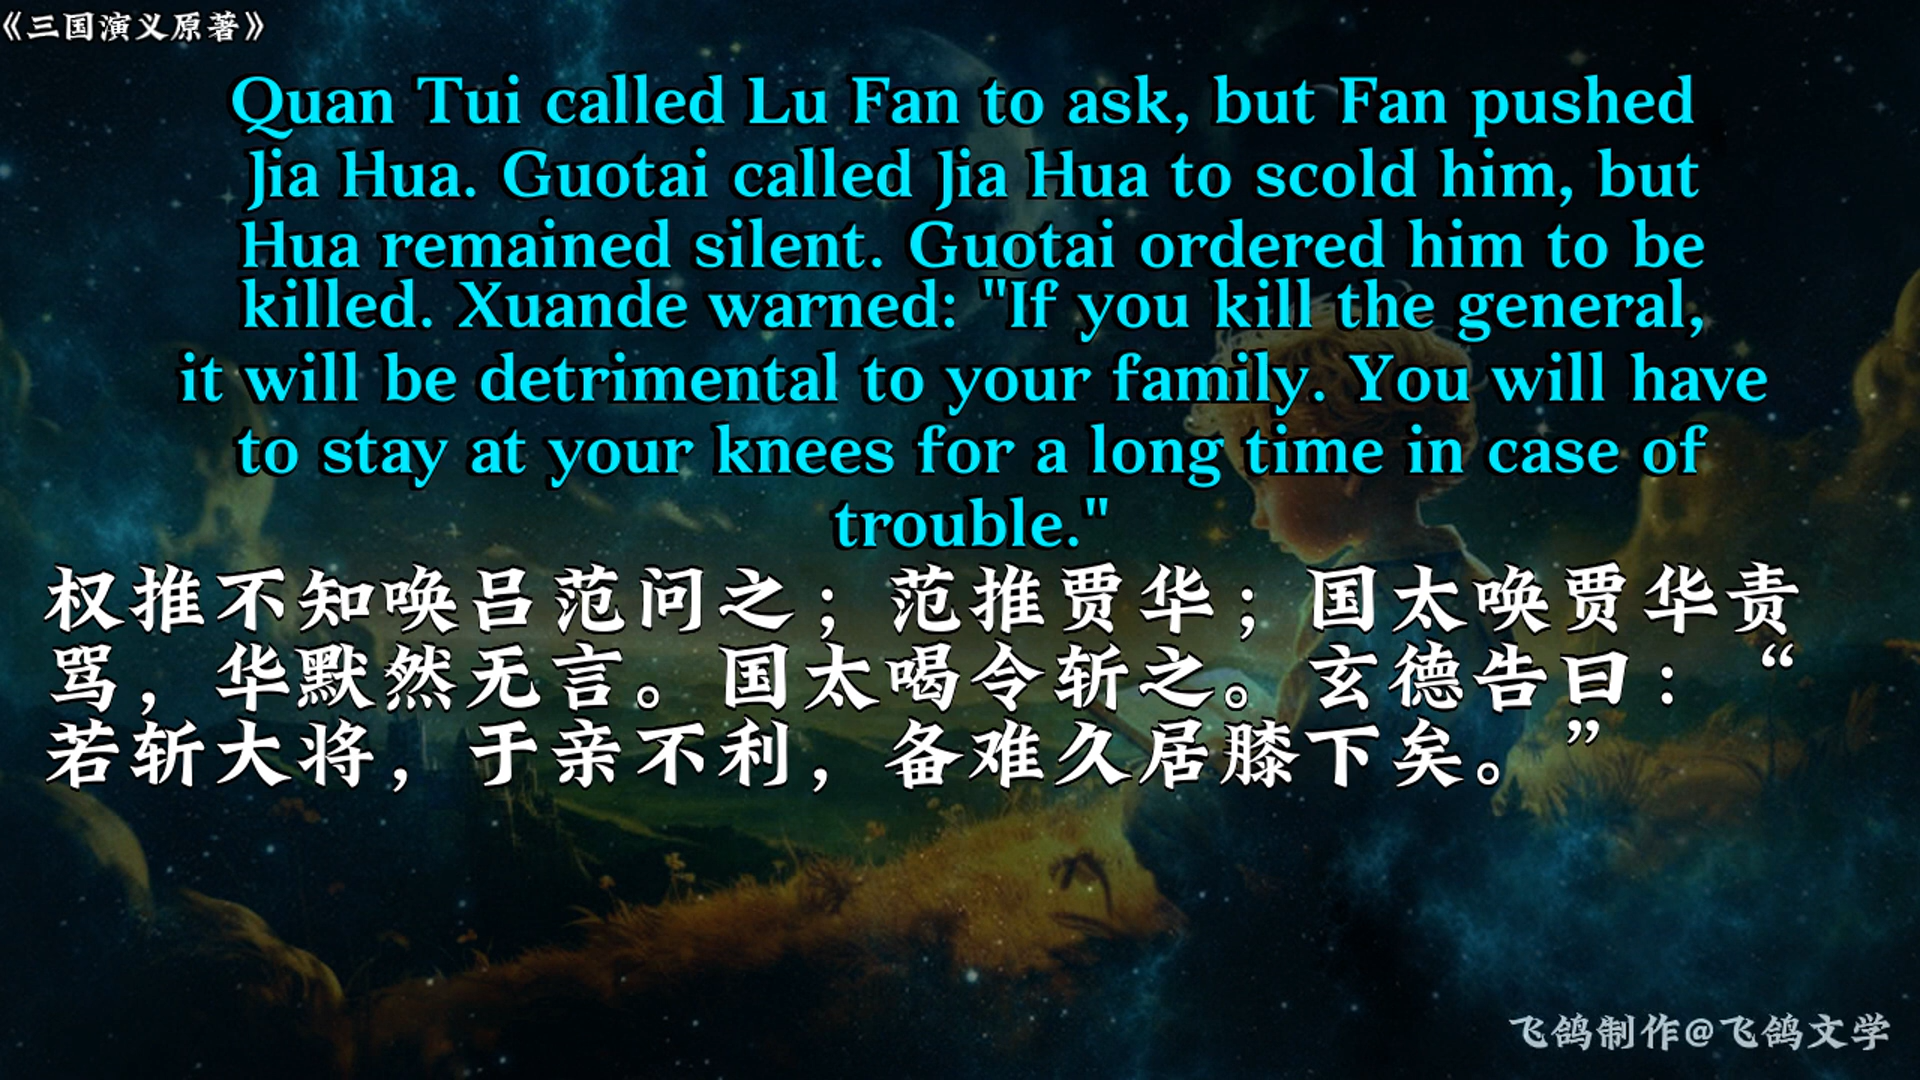 《三国演义原著》
Quan Tui called Lu Fan to ask, but Fan pushed
Jia Hua. Guotai called Jia Hua to scold him, but
Hua remained silent. Guotai ordered him to be
killed. Xuande warned: "If you kill the general,
it will be detrimental to your family. You will have
to stay at your knees for a long time in case of
trouble."
权推不知唤吕范问之；范推贾华；国太唤贾华责
骂，华默然无言。国太喝令斩之。玄德告曰：“
若斩大将，于亲不利，备难久居膝下矣。”
飞鸽制作@飞鸽文学